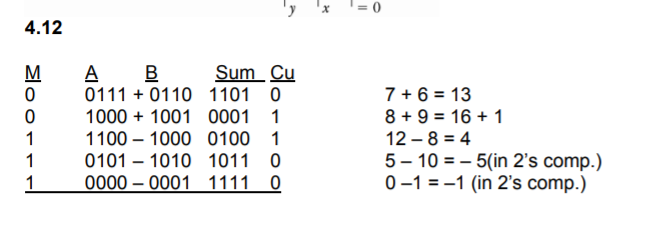 y x = 0
4.12
M A B Sum Cu
0 0111 + 0110 1101 0 7 + 6 = 13
0 1000 + 1001 0001 1 8 + 9 = 16 + 1
1 1100 – 1000 0100 1 12 – 8 = 4
1 0101 – 1010 1011 0 5 – 10 = – 5(in 2's comp.)
1 0000 – 0001 1111 0 0 –1 = –1 (in 2's comp.)